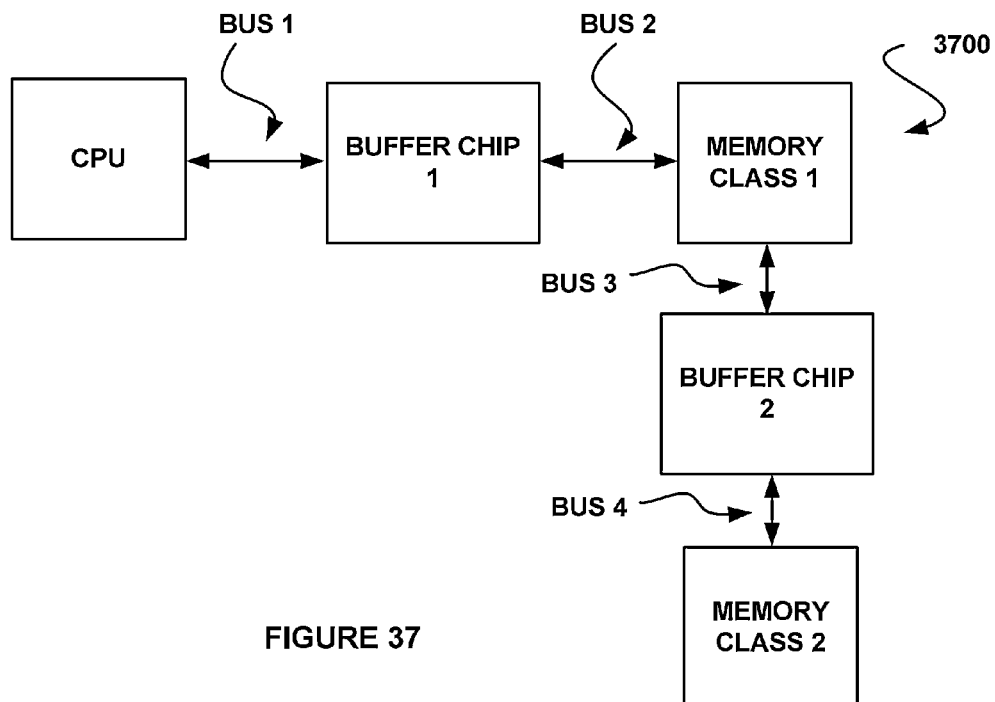 BUS 1
BUS 2
3700
CPU
BUFFER CHIP
1
MEMORY
CLASS 1
BUS 3
BUFFER CHIP
2
BUS 4
MEMORY
CLASS 2
FIGURE 37